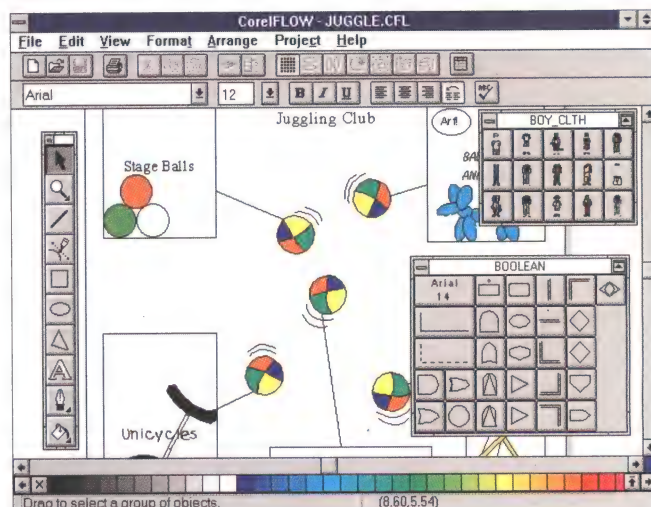 CorelFLOW - JUGGLE.CFL
File Edit View Format Arrange Project Help
Arial 12 B I U ABC
Juggling Club
Art!
BOY_CLTH
Stage Balls
BOOLEAN
Arial
14
Unicycles
Drag to select a group of objects. (8.60,5.54)